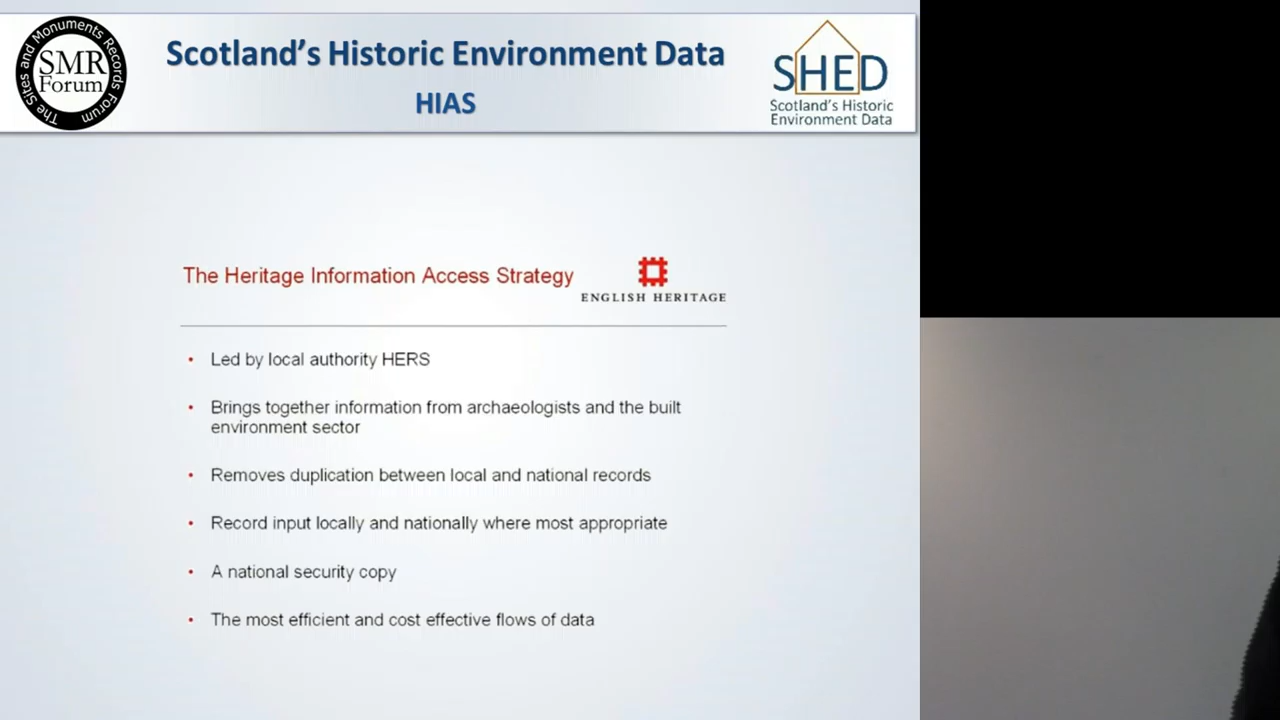 The Sites and Monuments Records Forum
SMR
Forum
Scotland's Historic Environment Data
HIAS
SHED
Scotland's Historic
Environment Data
The Heritage Information Access Strategy
ENGLISH HERITAGE
• Led by local authority HERS
• Brings together information from archaeologists and the built
environment sector
• Removes duplication between local and national records
• Record input locally and nationally where most appropriate
• A national security copy
• The most efficient and cost effective flows of data